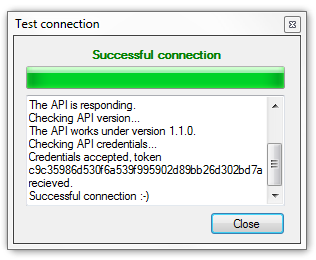 Test connection
Successful connection
The API is responding.
Checking API version...
The API works under version 1.1.0.
Checking API credentials...
Credentials accepted, token
c9c35986d530f6a539f995902d89bb26d302bd7a
recieved.
Successful connection :-)
Close